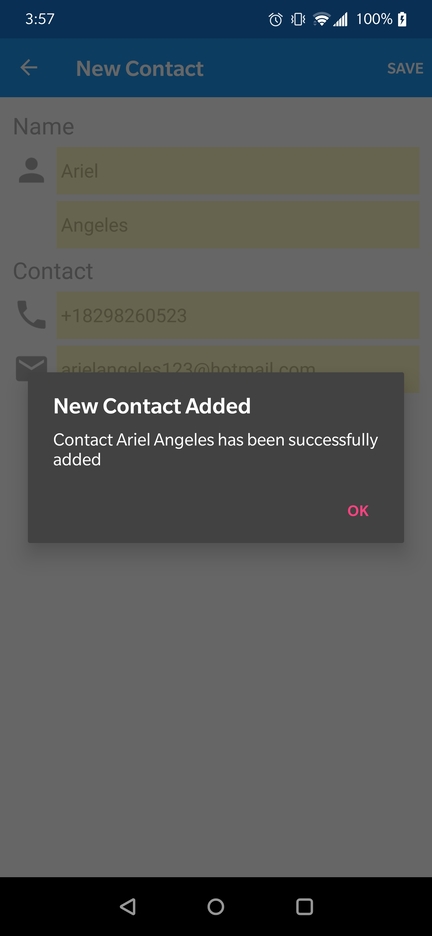 3:57
100%
New Contact
SAVE
Name
Ariel
Angeles
Contact
+18298260523
arielangeles123@hotmail.com
New Contact Added
Contact Ariel Angeles has been successfully
added
OK